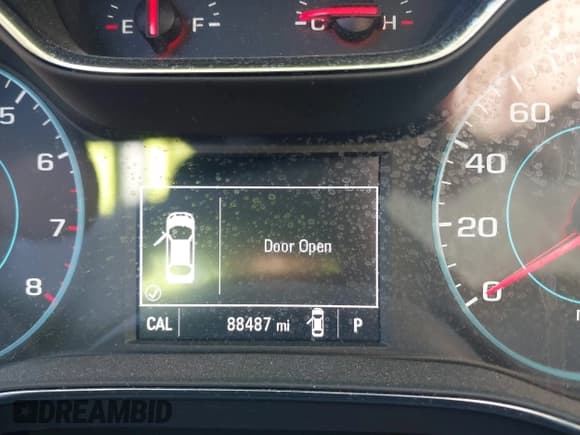 E F
C H
5
6
7
8
60
40
20
0
Door Open
CAL 88487 mi P
DREAMBID